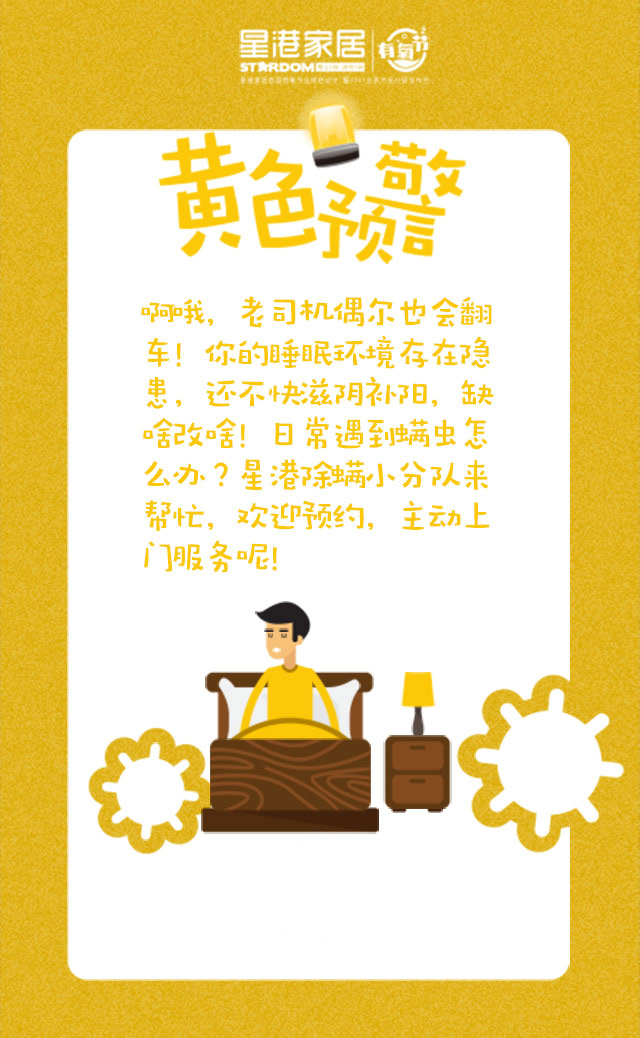 星港家居
有氧节
STARDOM
黄色预警
啊哦，老司机偶尔也会翻
车！你的睡眠环境存在隐
患，还不快滋阴补阳，缺
啥改啥！日常遇到螨虫怎
么办？星港除螨小分队来
帮忙，欢迎预约，主动上
门服务呢！